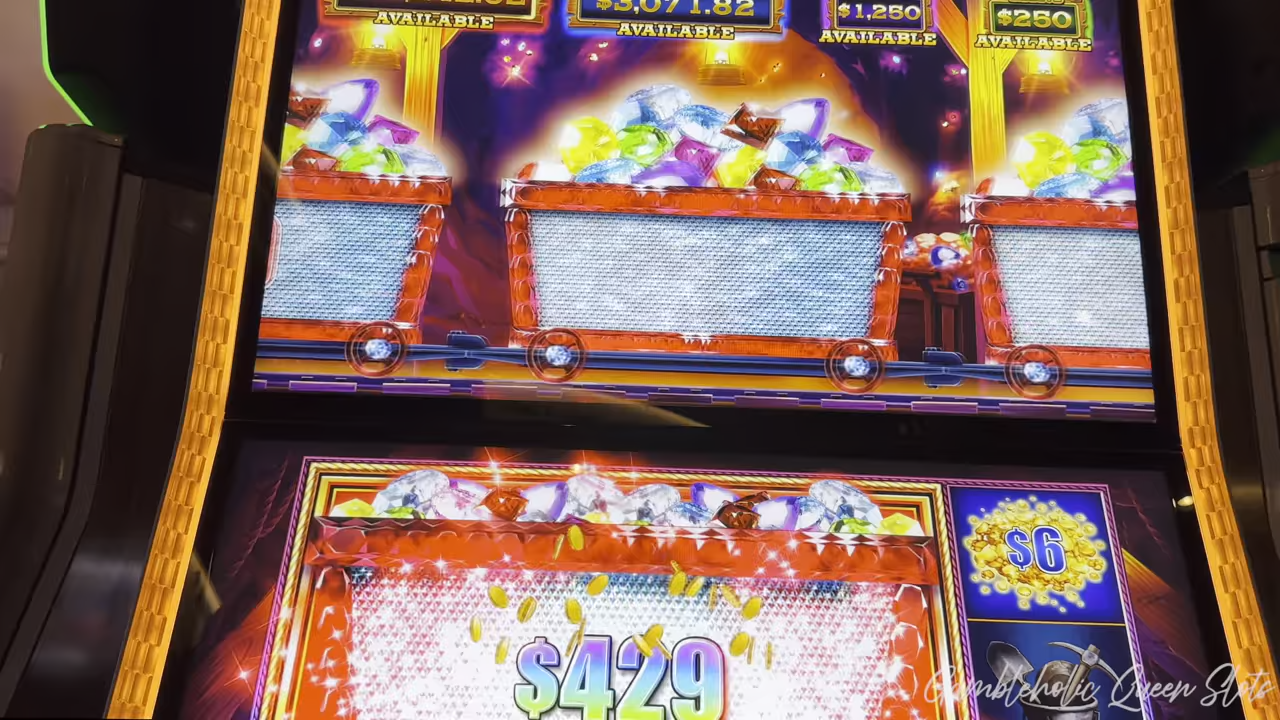 $3,071.82
$1,250
$250
AVAILABLE
AVAILABLE
AVAILABLE
AVAILABLE
$6
$429
Gambleholic Queen Slots